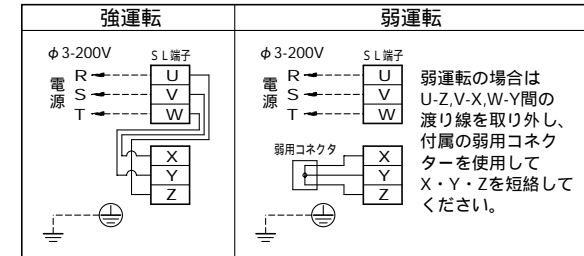 強運転
φ3-200V
SL端子
電源
R
S
T
U
V
W
X
Y
Z
弱運転
φ3-200V
SL端子
電源
R
S
T
U
V
W
弱用コネクタ
X
Y
Z
弱運転の場合は
U-Z,V-X,W-Y間の
渡り線を取り外し、
付属の弱用コネク
ターを使用して
X・Y・Zを短絡して
ください。